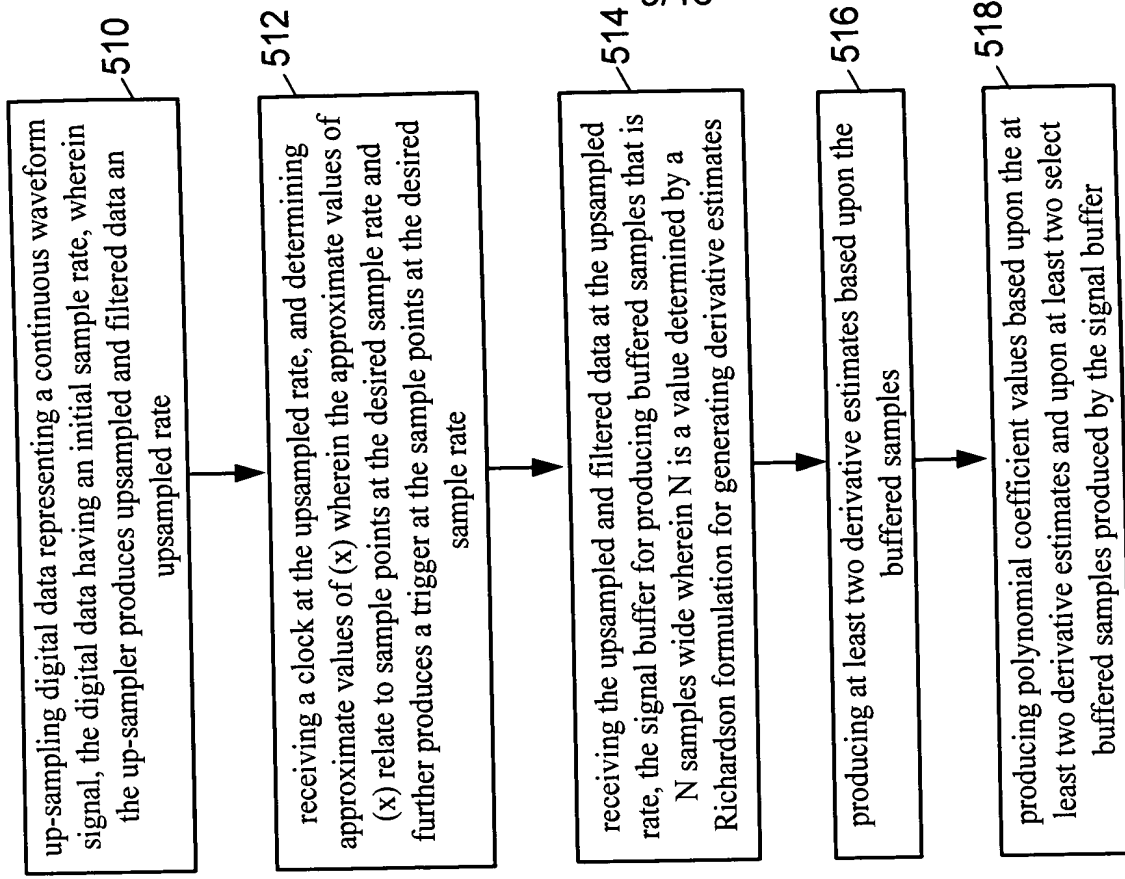 up-sampling digital data representing a continuous waveform
signal, the digital data having an initial sample rate, wherein
the up-sampler produces upsampled and filtered data an
upsampled rate
510
receiving a clock at the upsampled rate, and determining
approximate values of (x) wherein the approximate values of
(x) relate to sample points at the desired sample rate and
further produces a trigger at the sample points at the desired
sample rate
512
receiving the upsampled and filtered data at the upsampled
rate, the signal buffer for producing buffered samples that is
N samples wide wherein N is a value determined by a
Richardson formulation for generating derivative estimates
514
producing at least two derivative estimates based upon the
buffered samples
516
producing polynomial coefficient values based upon the at
least two derivative estimates and upon at least two select
buffered samples produced by the signal buffer
518